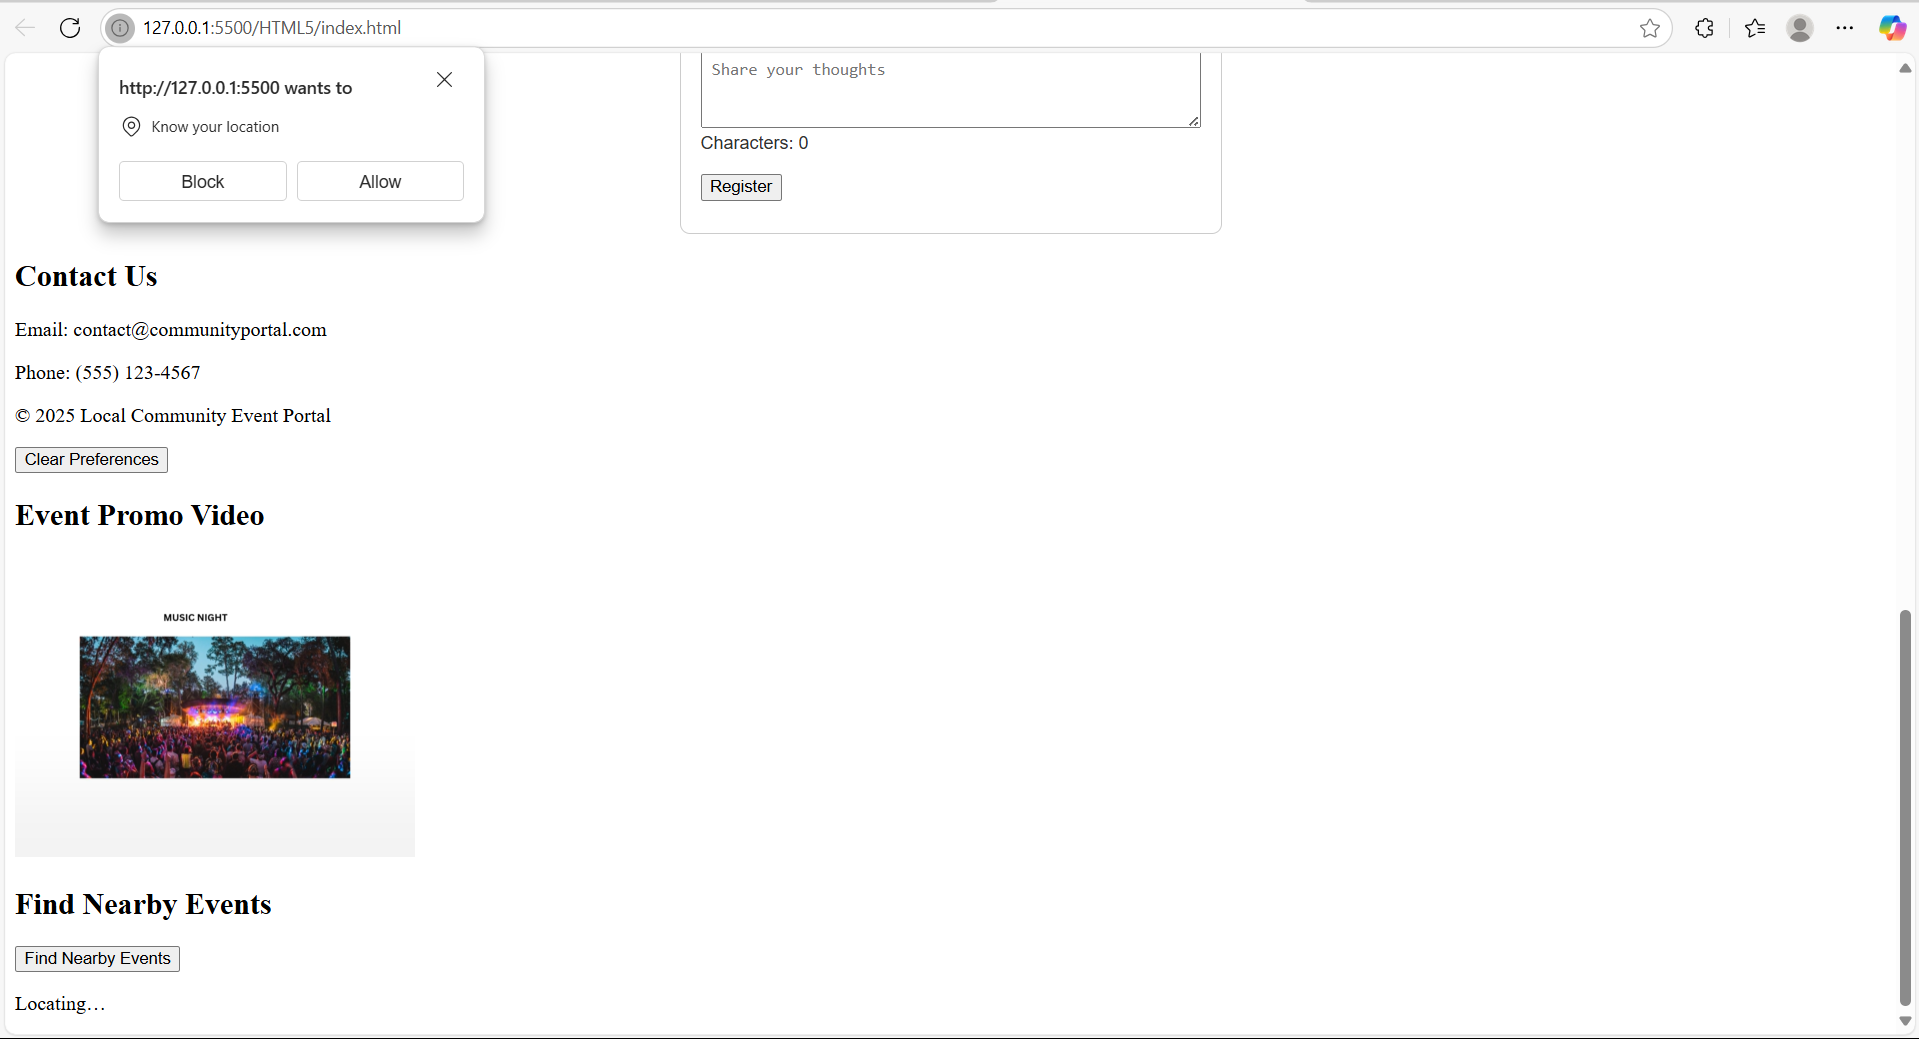 127.0.0.1:5500/HTML5/index.html
http://127.0.0.1:5500 wants to
Know your location
Block Allow
Share your thoughts
Characters: 0
Register
Contact Us
Email: contact@communityportal.com
Phone: (555) 123-4567
© 2025 Local Community Event Portal
Clear Preferences
Event Promo Video
MUSIC NIGHT
Find Nearby Events
Find Nearby Events
Locating…